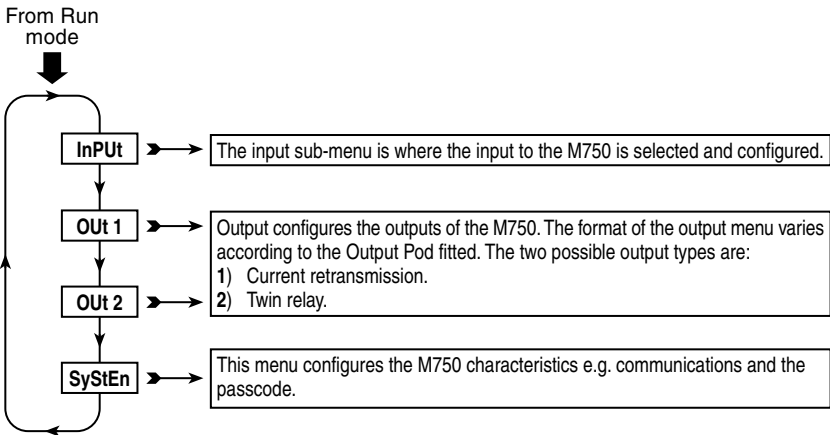 From Run
mode
InPUt
The input sub-menu is where the input to the M750 is selected and configured.
OUt 1
Output configures the outputs of the M750. The format of the output menu varies
according to the Output Pod fitted. The two possible output types are:
1) Current retransmission.
2) Twin relay.
OUt 2
SyStEn
This menu configures the M750 characteristics e.g. communications and the
passcode.